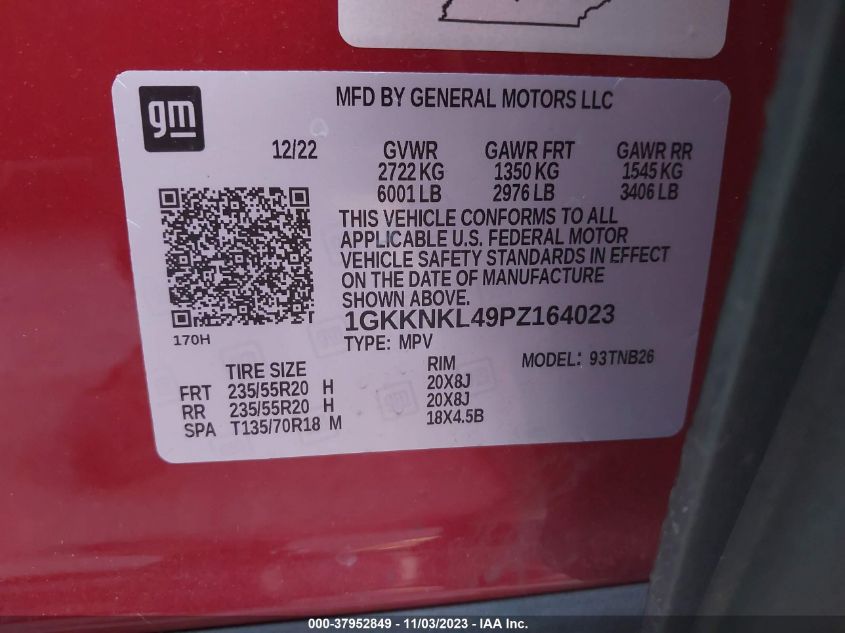 gm
MFD BY GENERAL MOTORS LLC
12/22 GVWR GAWR FRT GAWR RR
2722 KG 1350 KG 1545 KG
6001 LB 2976 LB 3406 LB
THIS VEHICLE CONFORMS TO ALL
APPLICABLE U.S. FEDERAL MOTOR
VEHICLE SAFETY STANDARDS IN EFFECT
ON THE DATE OF MANUFACTURE
SHOWN ABOVE.
1GKKNKL49PZ164023
170H
TYPE: MPV MODEL: 93TNB26
TIRE SIZE RIM
FRT 235/55R20 H 20X8J
RR 235/55R20 H 20X8J
SPA T135/70R18 M 18X4.5B
000-37952849 - 11/03/2023 - IAAI.com